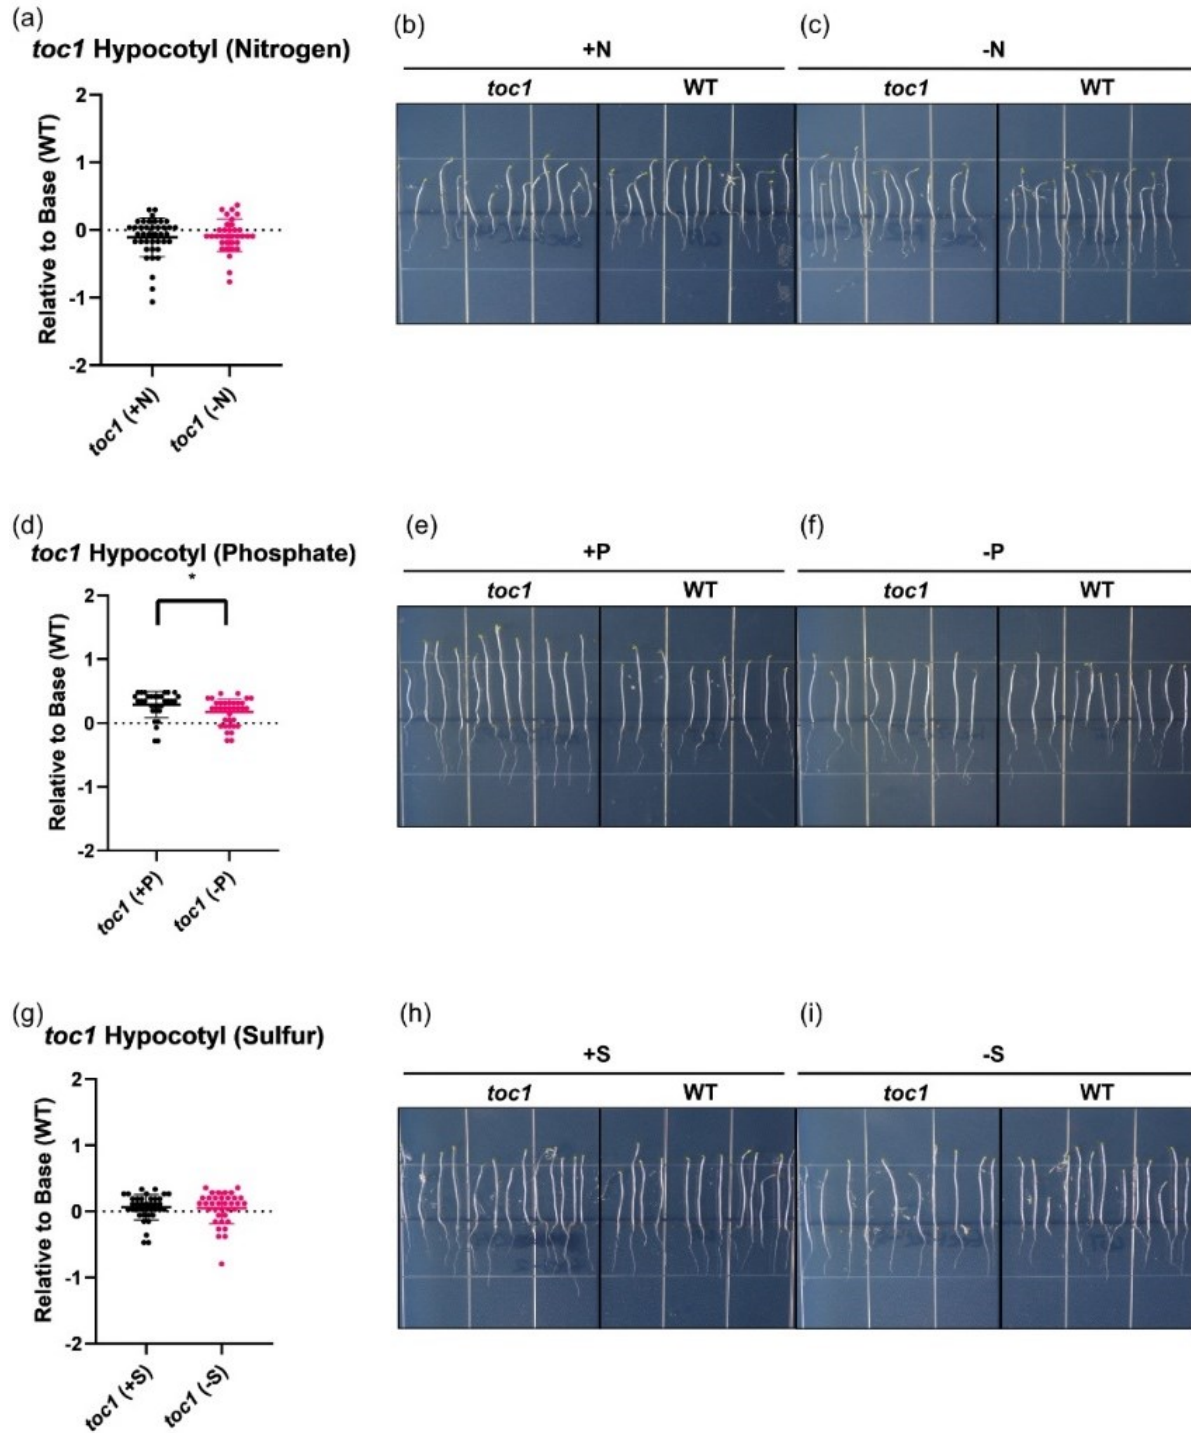 (a)
toc1 Hypocotyl (Nitrogen)
Relative to Base (WT)
2
1
0
-1
-2
toc1 (+N)
toc1 (-N)
(b)
+N
toc1
WT
(c)
-N
toc1
WT
(d)
toc1 Hypocotyl (Phosphate)
*
Relative to Base (WT)
2
1
0
-1
-2
toc1 (+P)
toc1 (-P)
(e)
+P
toc1
WT
(f)
-P
toc1
WT
(g)
toc1 Hypocotyl (Sulfur)
Relative to Base (WT)
2
1
0
-1
-2
toc1 (+S)
toc1 (-S)
(h)
+S
toc1
WT
(i)
-S
toc1
WT